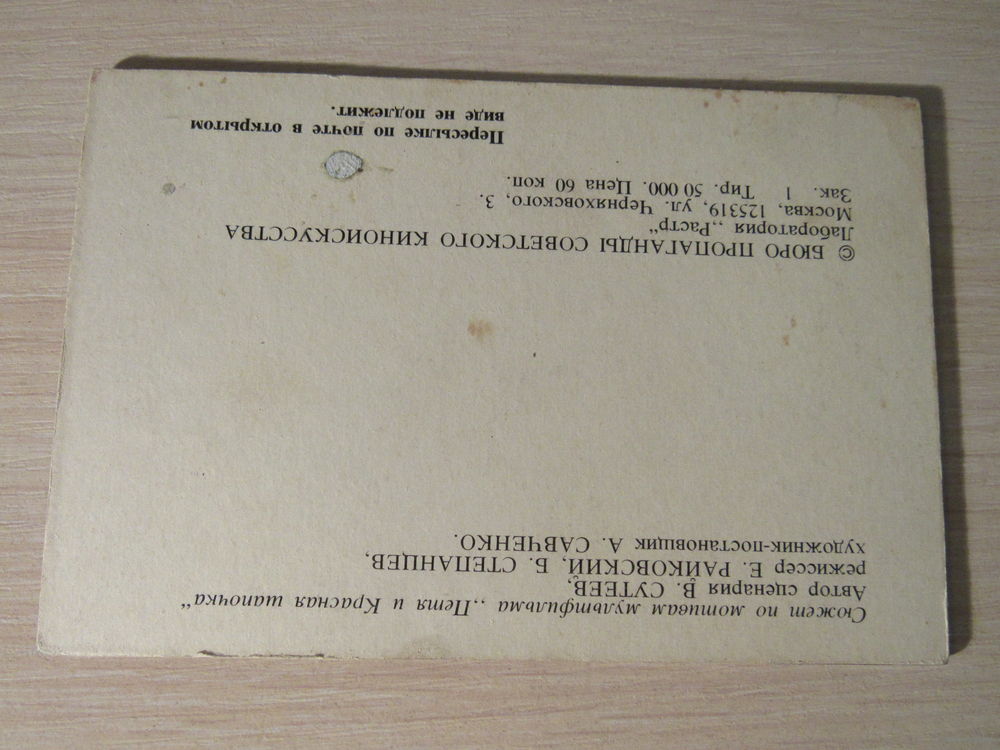 Сюжет по мотивам мультфильма „Петя и Красная шапочка“
Автор сценария В. СУТЕЕВ,
режиссер Е. РАЙКОВСКИЙ, Б. СТЕПАНЦЕВ,
художник-постановщик А. САВЧЕНКО.
© БЮРО ПРОПАГАНДЫ СОВЕТСКОГО КИНОИСКУССТВА
Лаборатория „Растр“
Москва, 125319, ул. Черняховского, 3.
Зак. 1 Тир. 50 000. Цена 60 коп.
Пересылке по почте в открытом
виде не подлежит.